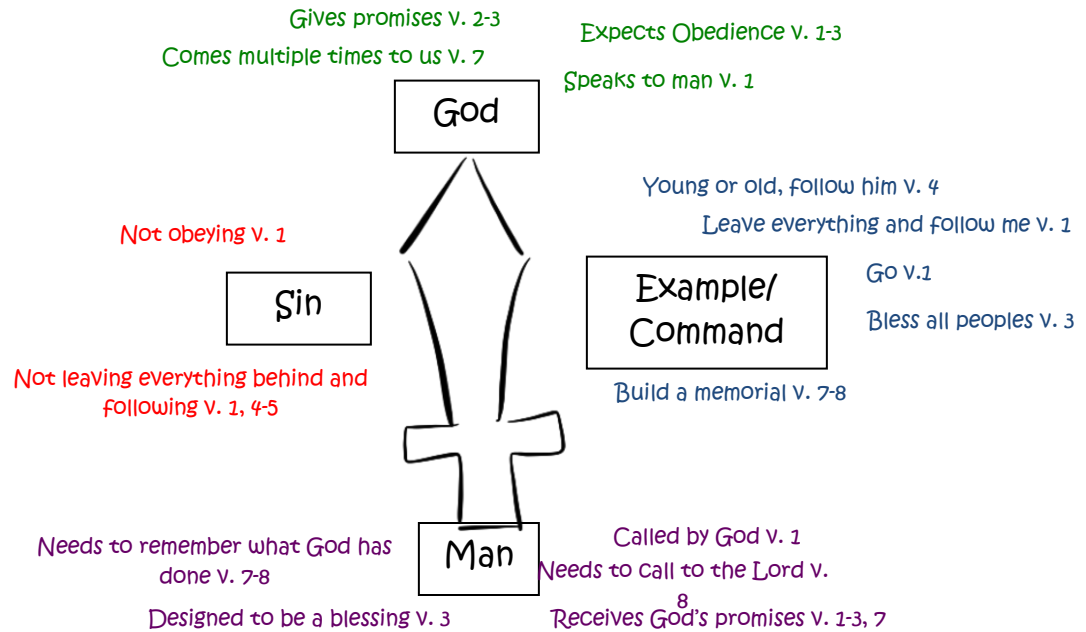 Gives promises v. 2-3
Expects Obedience v. 1-3
Comes multiple times to us v. 7
Speaks to man v. 1
God
Young or old, follow him v. 4
Leave everything and follow me v. 1
Not obeying v. 1
Go v.1
Sin
Example/
Command
Bless all peoples v. 3
Not leaving everything behind and
following v. 1, 4-5
Build a memorial v. 7-8
Needs to remember what God has
done v. 7-8
Man
Called by God v. 1
Needs to call to the Lord v.
8
Designed to be a blessing v. 3
Receives God's promises v. 1-3, 7